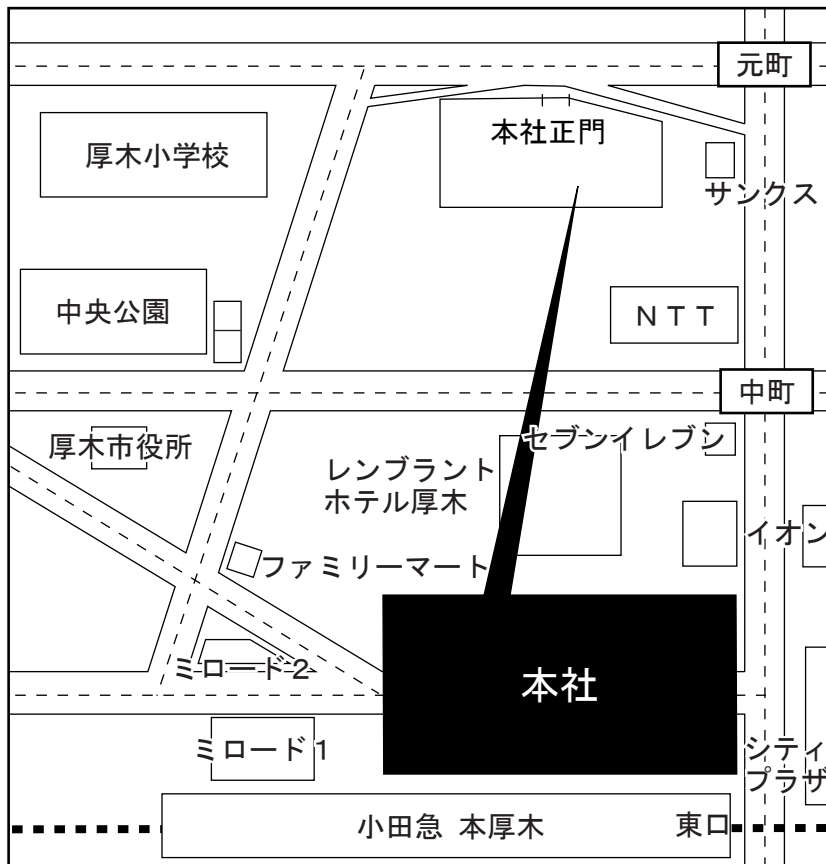 元町
本社正門
厚木小学校
サンクス
中央公園
ＮＴＴ
中町
セブンイレブン
厚木市役所
レンブラント
ホテル厚木
イオン
ファミリーマート
ミロード２
本社
ミロード１
シティ
プラザ
小田急 本厚木
東口